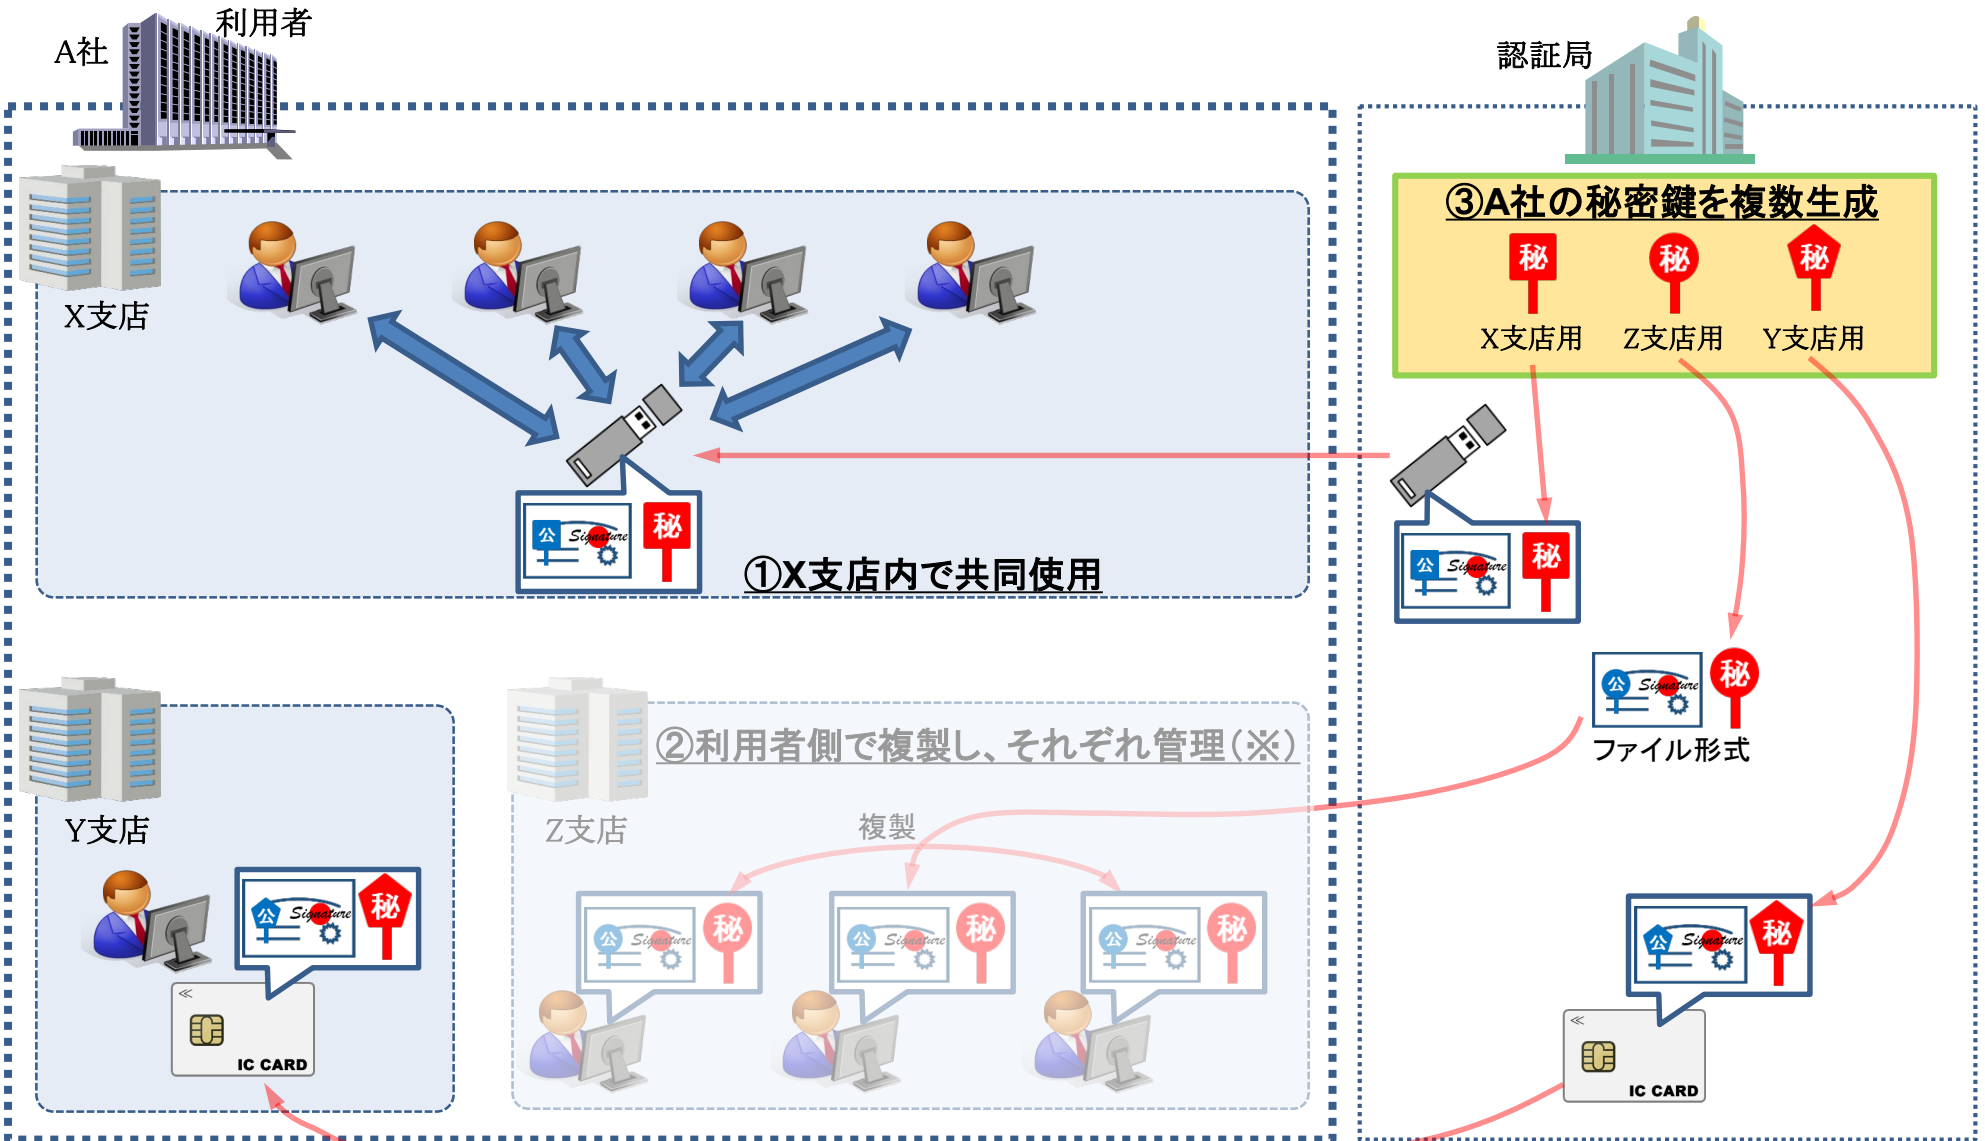 A社
利用者
認証局
③A社の秘密鍵を複数生成
秘
秘
秘
X支店用
Z支店用
Y支店用
X支店
公
Signature
秘
①X支店内で共同使用
公
Signature
秘
公
Signature
秘
ファイル形式
Y支店
公
Signature
秘
≪
IC CARD
②利用者側で複製し、それぞれ管理(※)
Z支店
複製
公
Signature
秘
公
Signature
秘
公
Signature
秘
公
Signature
秘
≪
IC CARD